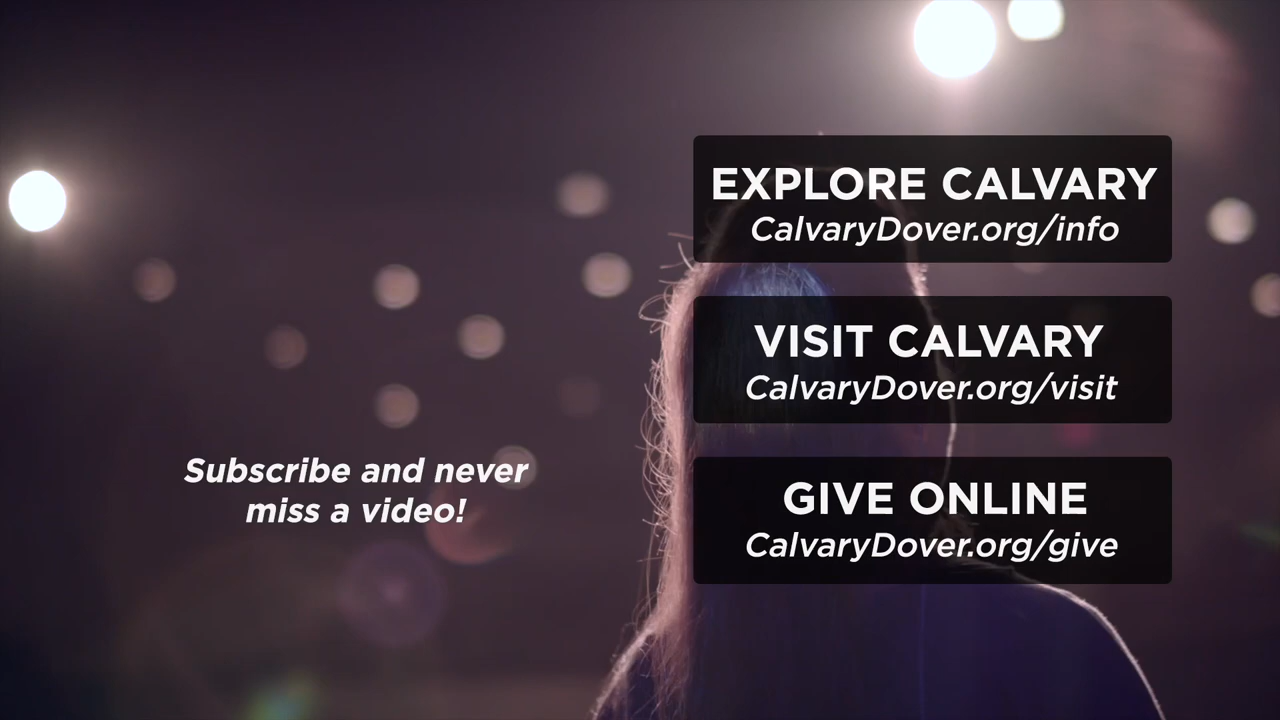 EXPLORE CALVARY
CalvaryDover.org/info
VISIT CALVARY
CalvaryDover.org/visit
GIVE ONLINE
CalvaryDover.org/give
Subscribe and never
miss a video!